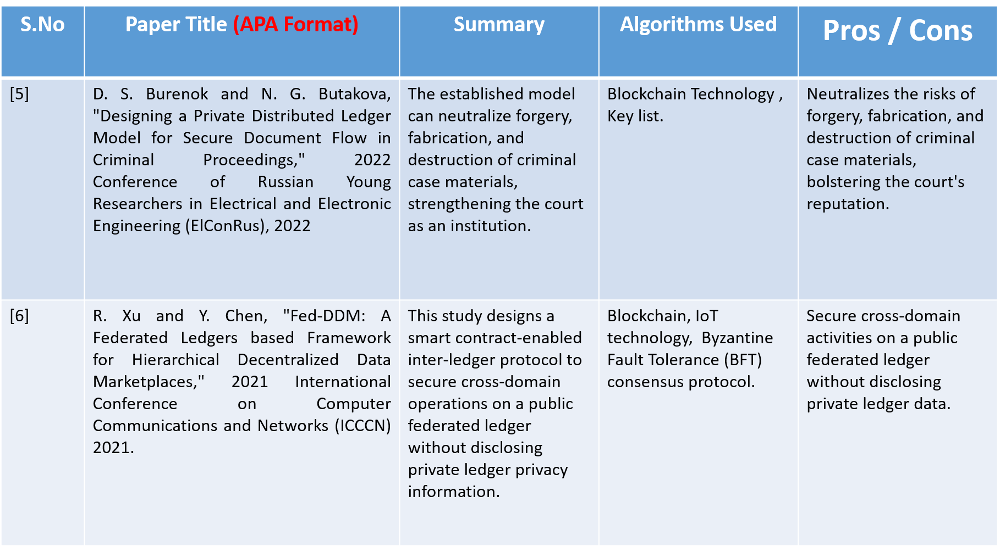 S.No
Paper Title (APA Format)
Summary
Algorithms Used
Pros / Cons
[5]
D. S. Burenok and N. G. Butakova,
"Designing a Private Distributed Ledger
Model for Secure Document Flow in
Criminal Proceedings," 2022
Conference of Russian Young
Researchers in Electrical and Electronic
Engineering (ElConRus), 2022
The established model
can neutralize forgery,
fabrication, and
destruction of criminal
case materials,
strengthening the court
as an institution.
Blockchain Technology ,
Key list.
Neutralizes the risks of
forgery, fabrication, and
destruction of criminal
case materials,
bolstering the court's
reputation.
[6]
R. Xu and Y. Chen, "Fed-DDM: A
Federated Ledgers based Framework
for Hierarchical Decentralized Data
Marketplaces," 2021 International
Conference on Computer
Communications and Networks (ICCCN)
2021.
This study designs a
smart contract-enabled
inter-ledger protocol to
secure cross-domain
operations on a public
federated ledger
without disclosing
private ledger privacy
information.
Blockchain, IoT
technology, Byzantine
Fault Tolerance (BFT)
consensus protocol.
Secure cross-domain
activities on a public
federated ledger
without disclosing
private ledger data.